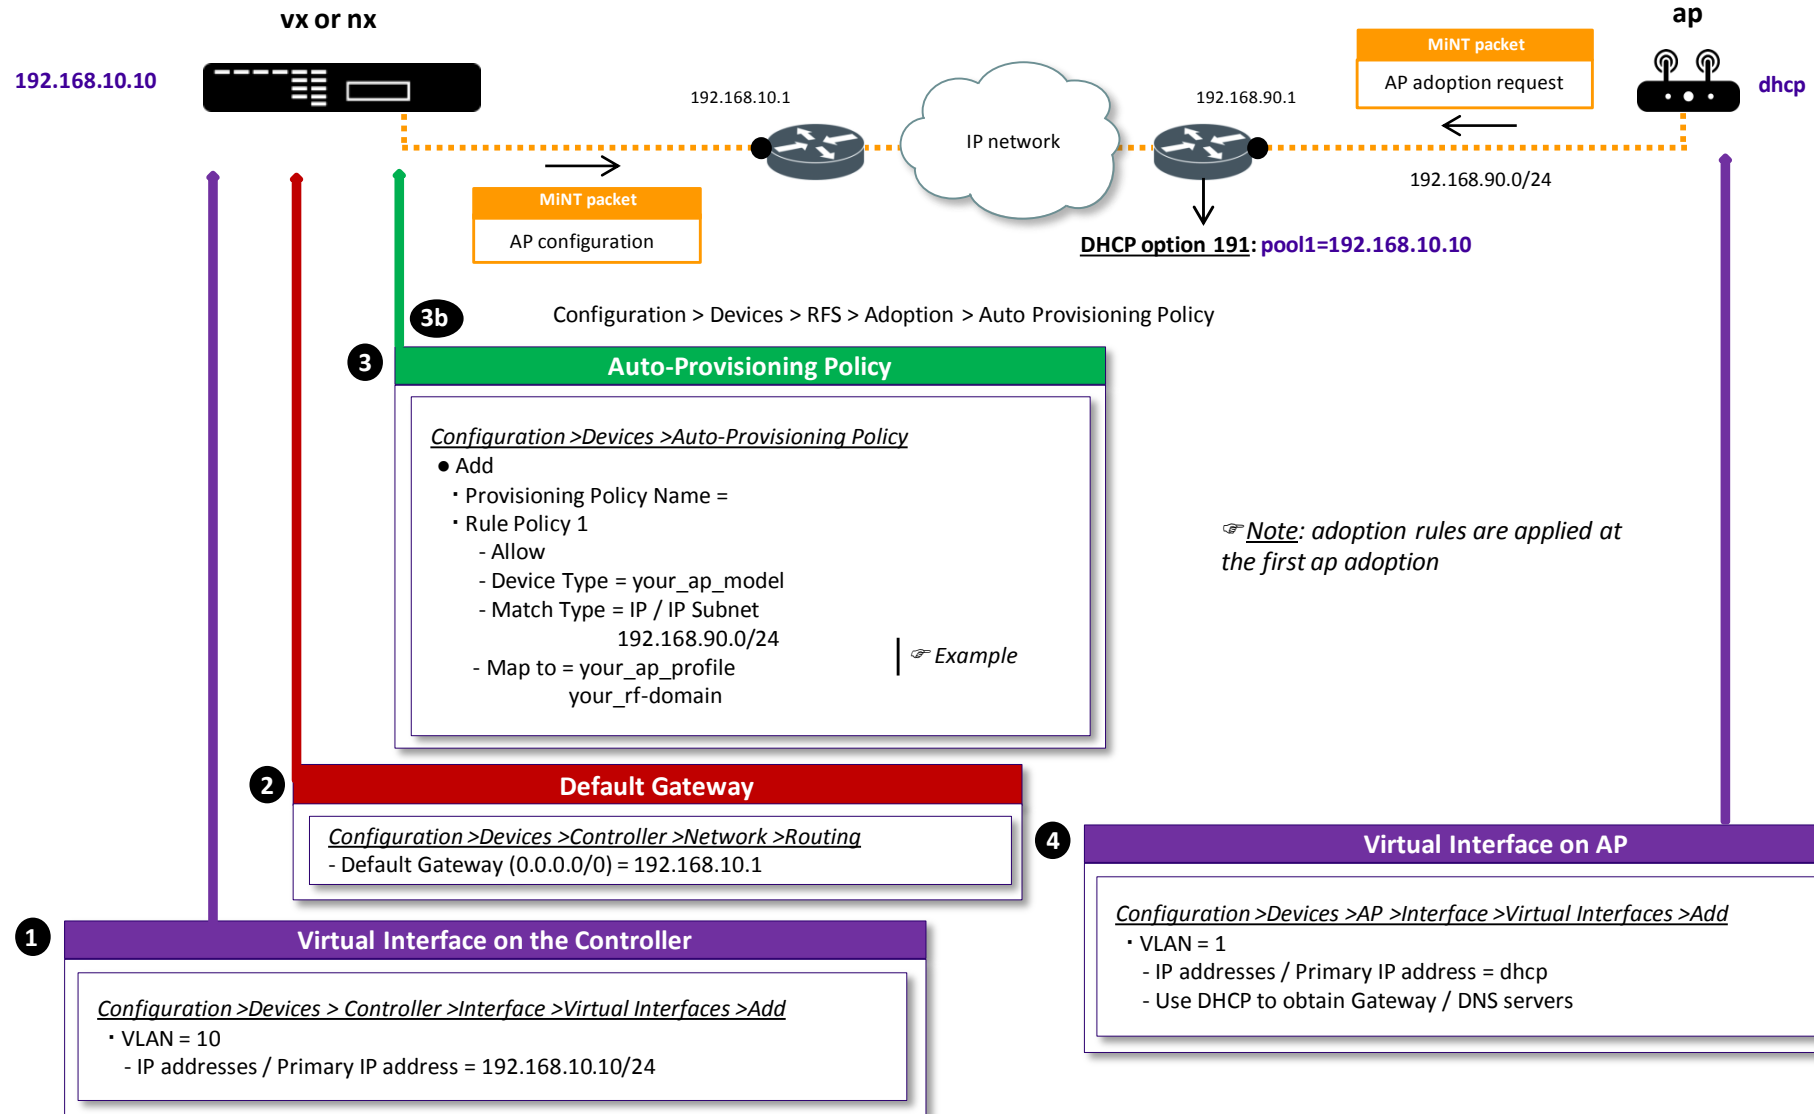 vx or nx
ap
192.168.10.10
192.168.10.1
IP network
192.168.90.1
MiNT packet
AP adoption request
dhcp
192.168.90.0/24
MiNT packet
AP configuration
DHCP option 191: pool1=192.168.10.10
3b
Configuration > Devices > RFS > Adoption > Auto Provisioning Policy
3
Auto-Provisioning Policy
Configuration >Devices >Auto-Provisioning Policy
● Add
· Provisioning Policy Name =
· Rule Policy 1
- Allow
- Device Type = your_ap_model
- Match Type = IP / IP Subnet
192.168.90.0/24
- Map to = your_ap_profile
your_rf-domain
☞ Example
☞ Note: adoption rules are applied at
the first ap adoption
2
Default Gateway
Configuration >Devices >Controller >Network >Routing
- Default Gateway (0.0.0.0/0) = 192.168.10.1
4
Virtual Interface on AP
Configuration >Devices >AP >Interface >Virtual Interfaces >Add
· VLAN = 1
- IP addresses / Primary IP address = dhcp
- Use DHCP to obtain Gateway / DNS servers
1
Virtual Interface on the Controller
Configuration >Devices > Controller >Interface >Virtual Interfaces >Add
· VLAN = 10
- IP addresses / Primary IP address = 192.168.10.10/24